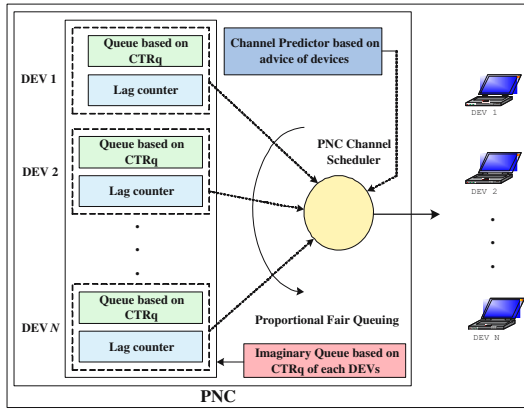 DEV 1
Queue based on
CTRq
Lag counter
Channel Predictor based on
advice of devices
DEV 1
PNC Channel
Scheduler
DEV 2
Queue based on
CTRq
Lag counter
DEV 2
DEV N
Queue based on
CTRq
Lag counter
Proportional Fair Queuing
DEV N
Imaginary Queue based on
CTRq of each DEVs
PNC